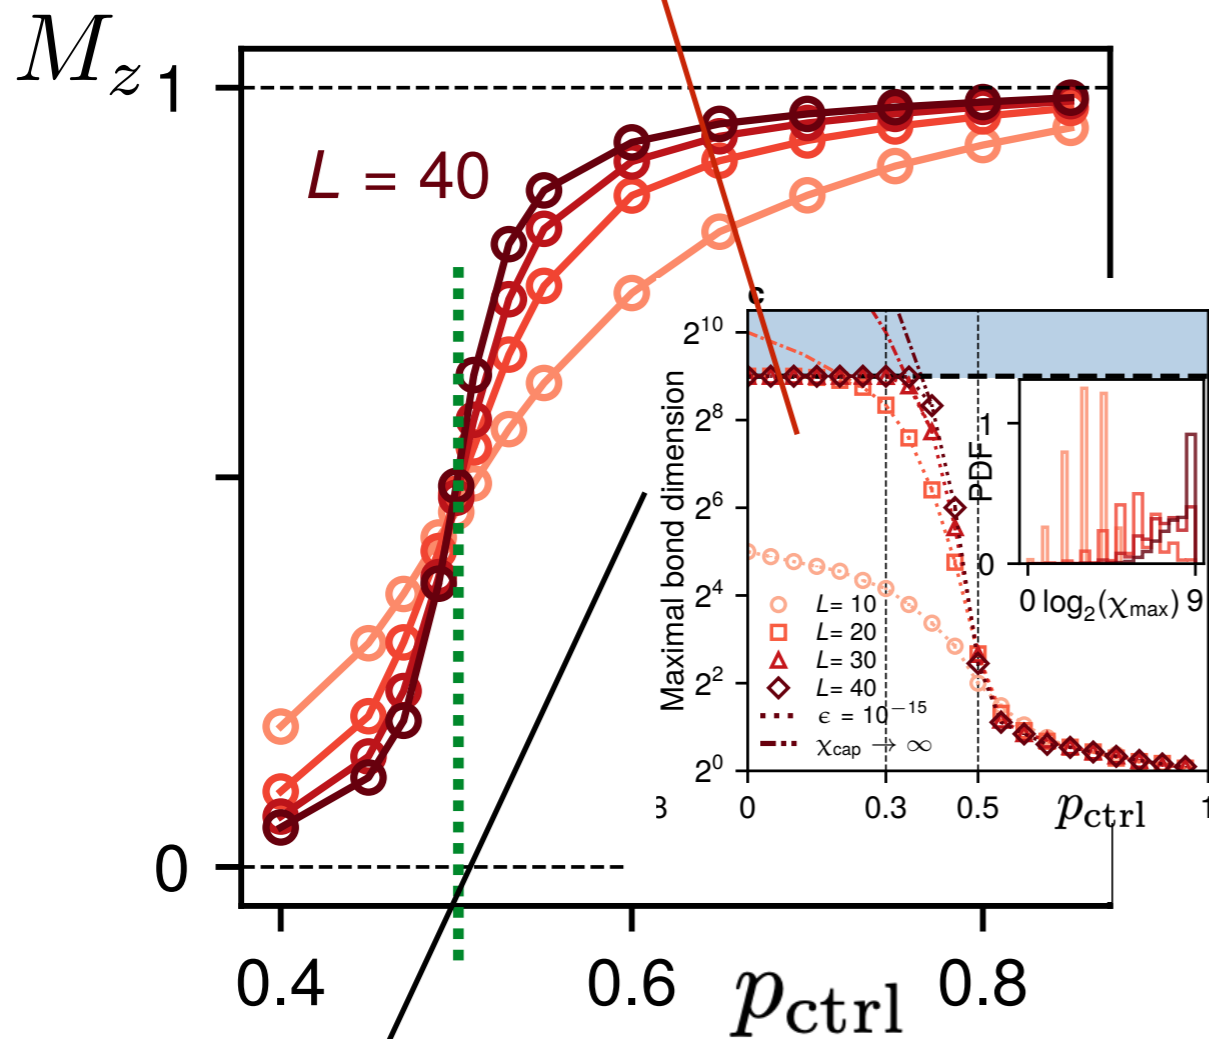 M_z
1
L = 40
0
0.4
0.6
0.8
p_ctrl
c
Maximal bond dimension
2^10
2^8
2^6
2^4
2^2
2^0
L= 10
L= 20
L= 30
L= 40
ϵ = 10^−15
χ_cap → ∞
0
0.3
0.5
1
p_ctrl
PDF
1
0
0 log_2(χ_max) 9